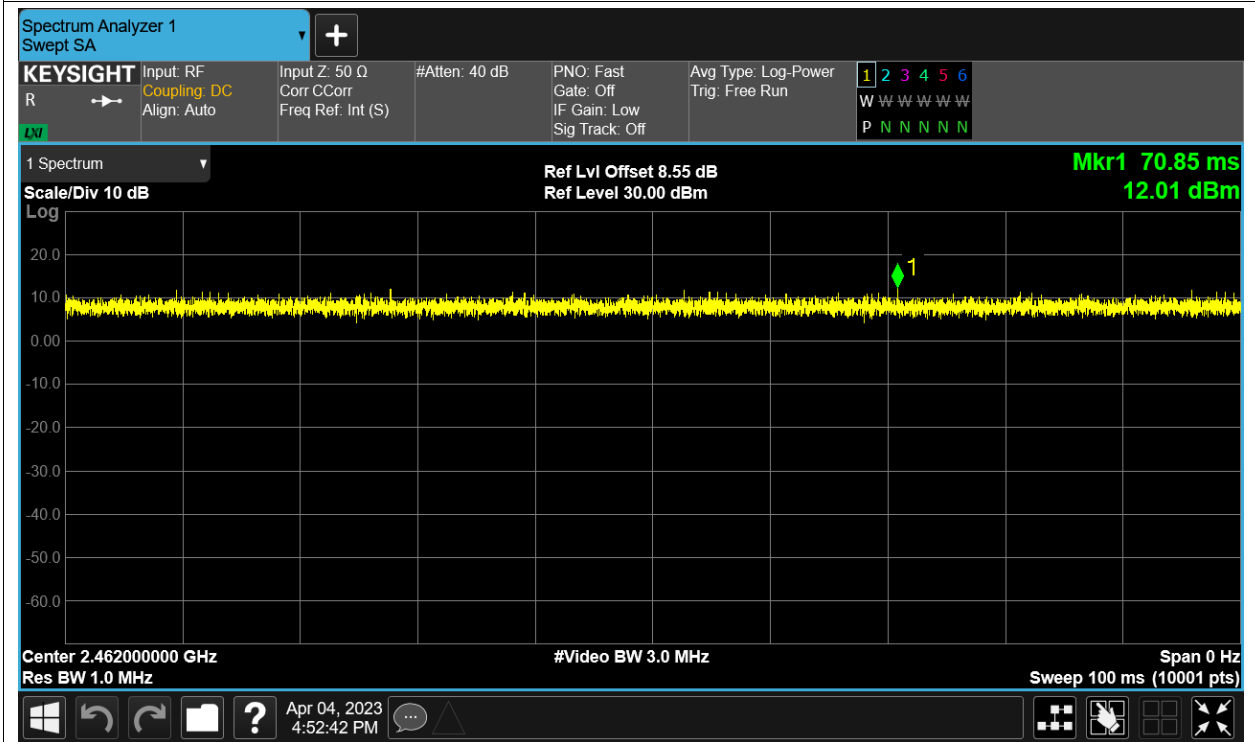 Spectrum Analyzer 1
Swept SA
+
KEYSIGHT
R
LXI
Input: RF
Coupling: DC
Align: Auto
Input Z: 50 Ω
Corr CCorr
Freq Ref: Int (S)
#Atten: 40 dB
PNO: Fast
Gate: Off
IF Gain: Low
Sig Track: Off
Avg Type: Log-Power
Trig: Free Run
1 2 3 4 5 6
W W W W W W
P N N N N N
1 Spectrum
Scale/Div 10 dB
Ref Lvl Offset 8.55 dB
Ref Level 30.00 dBm
Mkr1 70.85 ms
12.01 dBm
Log
20.0
10.0
0.00
-10.0
-20.0
-30.0
-40.0
-50.0
-60.0
1
Center 2.462000000 GHz
#Video BW 3.0 MHz
Span 0 Hz
Res BW 1.0 MHz
Sweep 100 ms (10001 pts)
?
Apr 04, 2023
4:52:42 PM